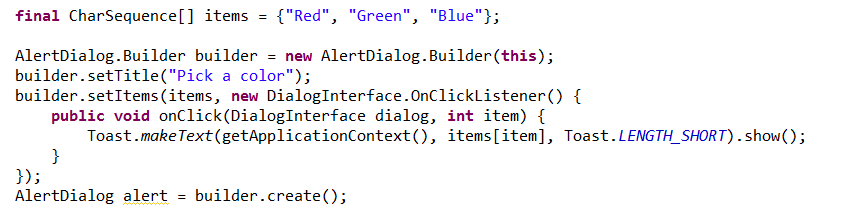 final CharSequence[] items = {"Red", "Green", "Blue"};
AlertDialog.Builder builder = new AlertDialog.Builder(this);
builder.setTitle("Pick a color");
builder.setItems(items, new DialogInterface.OnClickListener() {
    public void onClick(DialogInterface dialog, int item) {
        Toast.makeText(getApplicationContext(), items[item], Toast.LENGTH_SHORT).show();
    }
});
AlertDialog alert = builder.create();